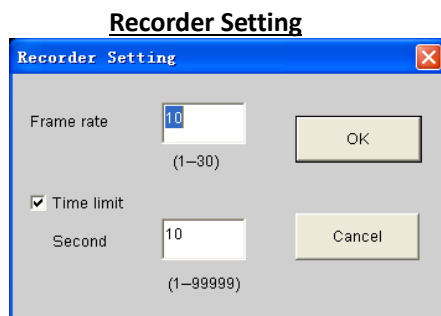 Recorder Setting
Recorder Setting
Frame rate
10
OK
(1—30)
Time limit
Second
10
Cancel
(1—99999)